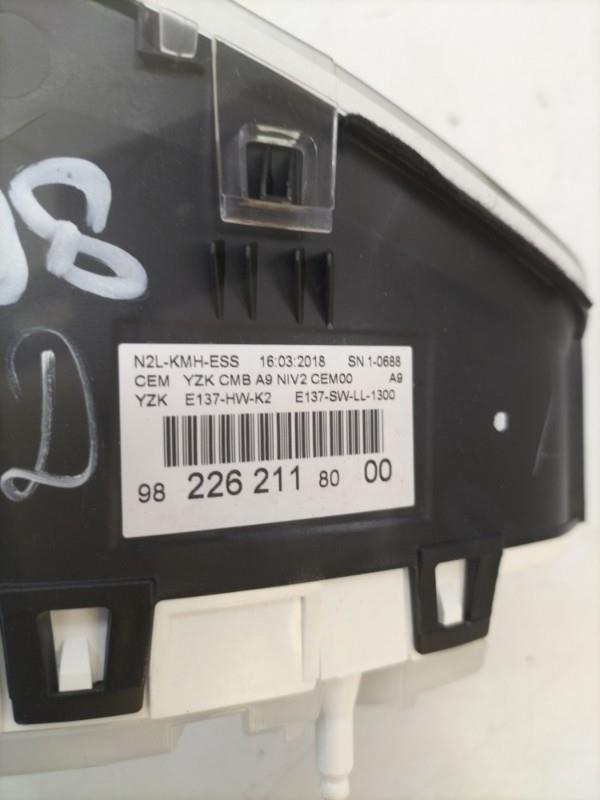 08
D
N2L-KMH-ESS 16:03:2018 SN 1-0688
CEM YZK CMB A9 NIV2 CEM00 A9
YZK E137-HW-K2 E137-SW-LL-1300
98 226 211 80 00